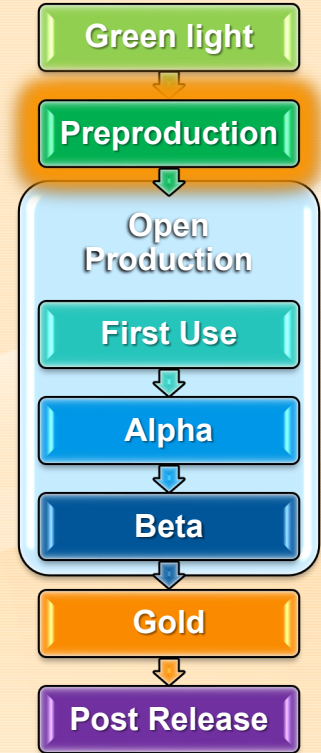 Green light
Preproduction
Open
Production
First Use
Alpha
Beta
Gold
Post Release